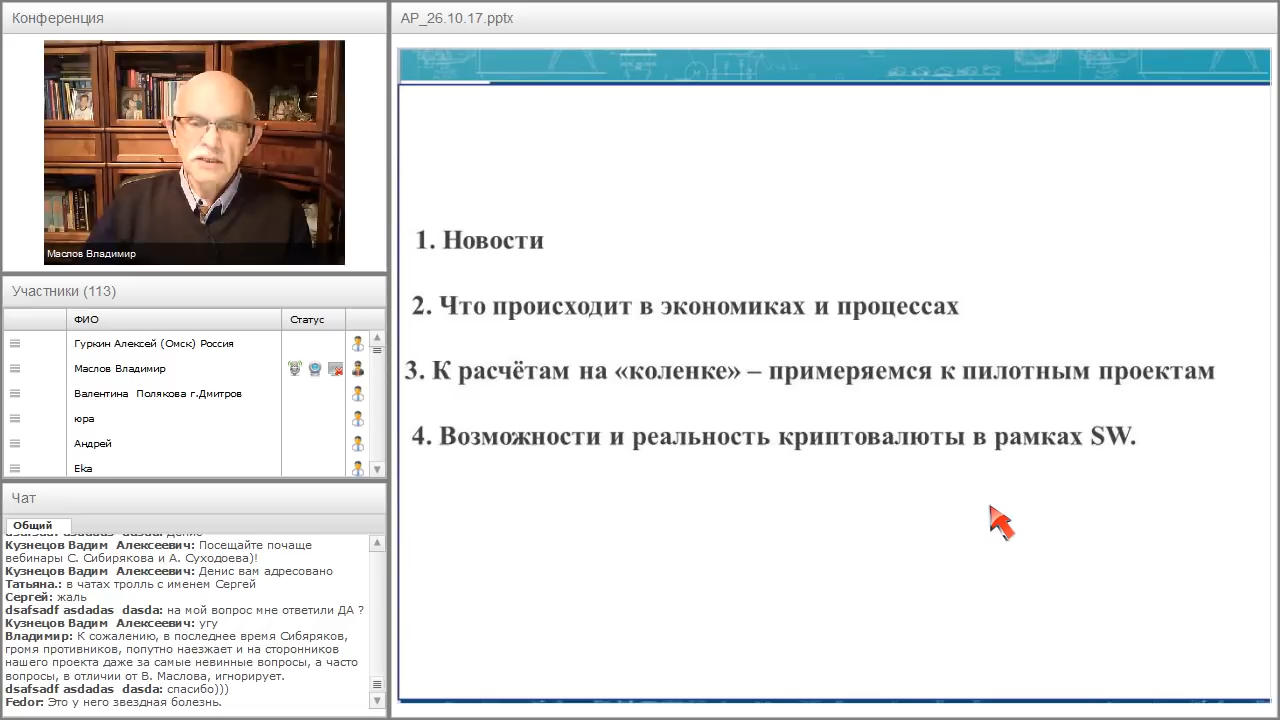 Конференция
Маслов Владимир
Участники (113)
ФИО
Статус
Гуркин Алексей (Омск) Россия
Маслов Владимир
Валентина Полякова г.Дмитров
юра
Андрей
Eka
Чат
Общий
dsafsadf asdadas dasda: Денис
Кузнецов Вадим Алексеевич: Посещайте почаще
вебинары С. Сибирякова и А. Суходоева)!
Кузнецов Вадим Алексеевич: Денис вам адресовано
Татьяна.: в чатах тролль с именем Сергей
Сергей: жаль
dsafsadf asdadas dasda: на мой вопрос мне ответили ДА ?
Кузнецов Вадим Алексеевич: угу
Владимир: К сожалению, в последнее время Сибяряков,
громя противников, попутно наезжает и на сторонников
нашего проекта даже за самые невинные вопросы, а часто
вопросы, в отличии от В. Маслова, игнорирует.
dsafsadf asdadas dasda: спасибо)))
Fedor: Это у него звездная болезнь.
AP_26.10.17.pptx
1. Новости
2. Что происходит в экономиках и процессах
3. К расчётам на «коленке» – примеряемся к пилотным проектам
4. Возможности и реальность криптовалюты в рамках SW.